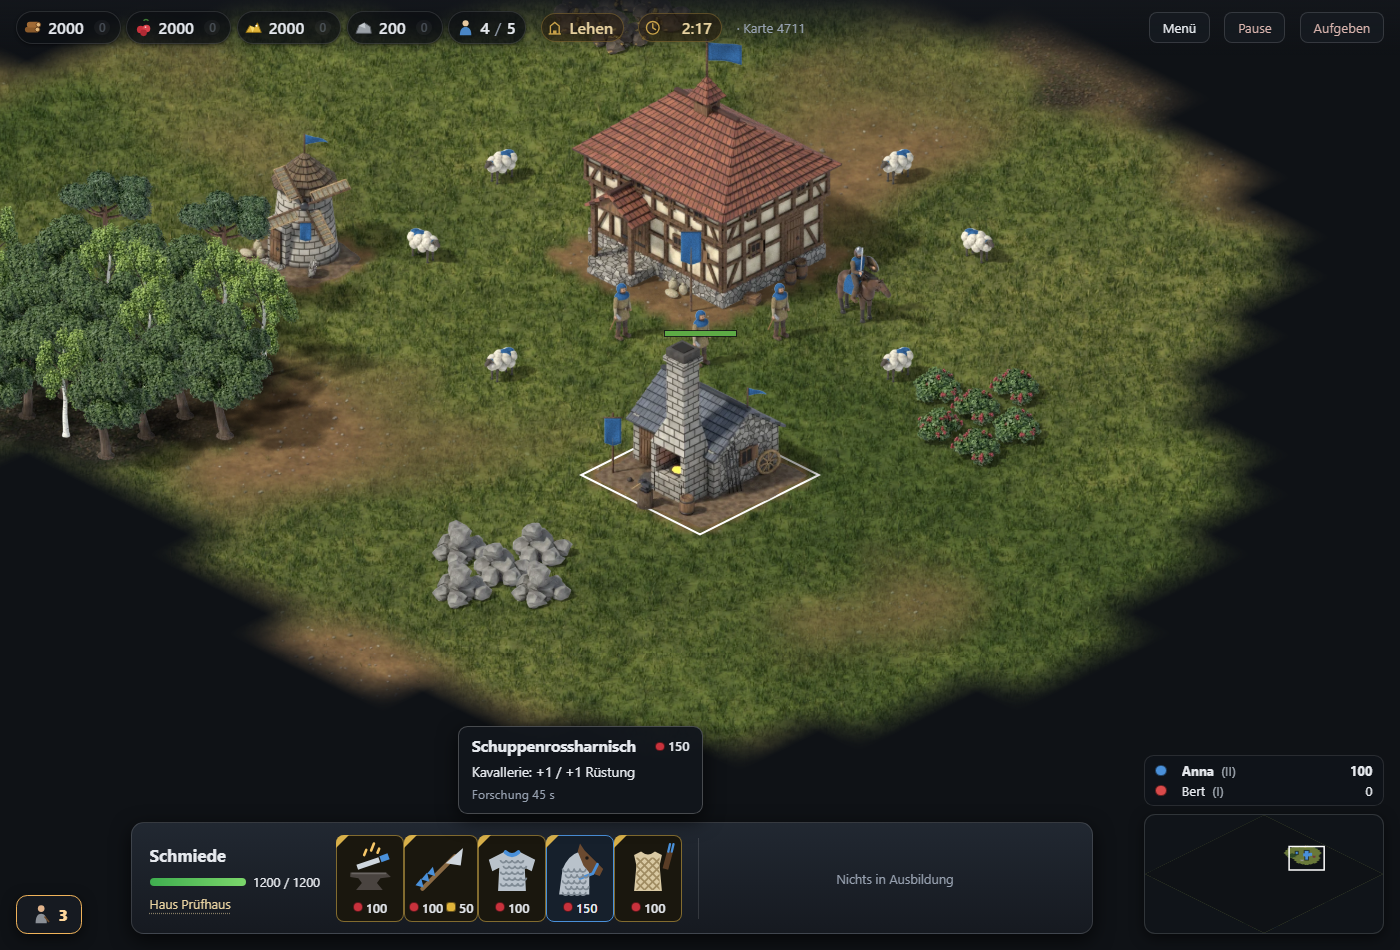 2000 0 2000 0 2000 0 200 0 4 / 5 Lehen 2:17 · Karte 4711 Menü Pause Aufgeben
Schuppenrossharnisch 150
Kavallerie: +1 / +1 Rüstung
Forschung 45 s
Anna (II) 100
Bert (I) 0
Schmiede
1200 / 1200
Haus Prüfhaus
100 100 50 100 150 100
Nichts in Ausbildung
3